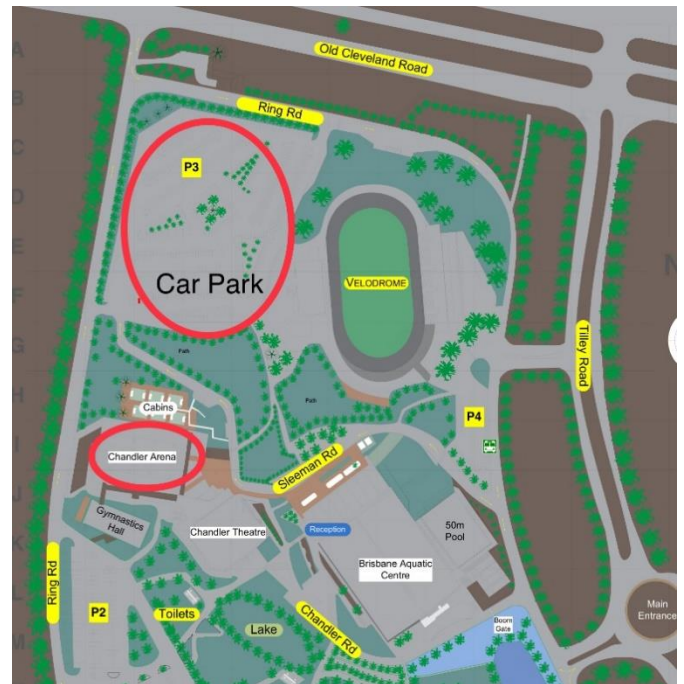 A
Old Cleveland Road
B
Ring Rd
C
P3
D
E
VELODROME
Car Park
F
Tilley Road
G
Path
H
Cabins
Path
P4
I
Chandler Arena
Sleeman Rd
J
Gymnastics
Hall
Chandler Theatre
Reception
50m
Pool
K
Brisbane Aquatic
Centre
Ring Rd
L
P2
Toilets
Lake
Chandler Rd
Boom
Gate
Main
Entrance
M